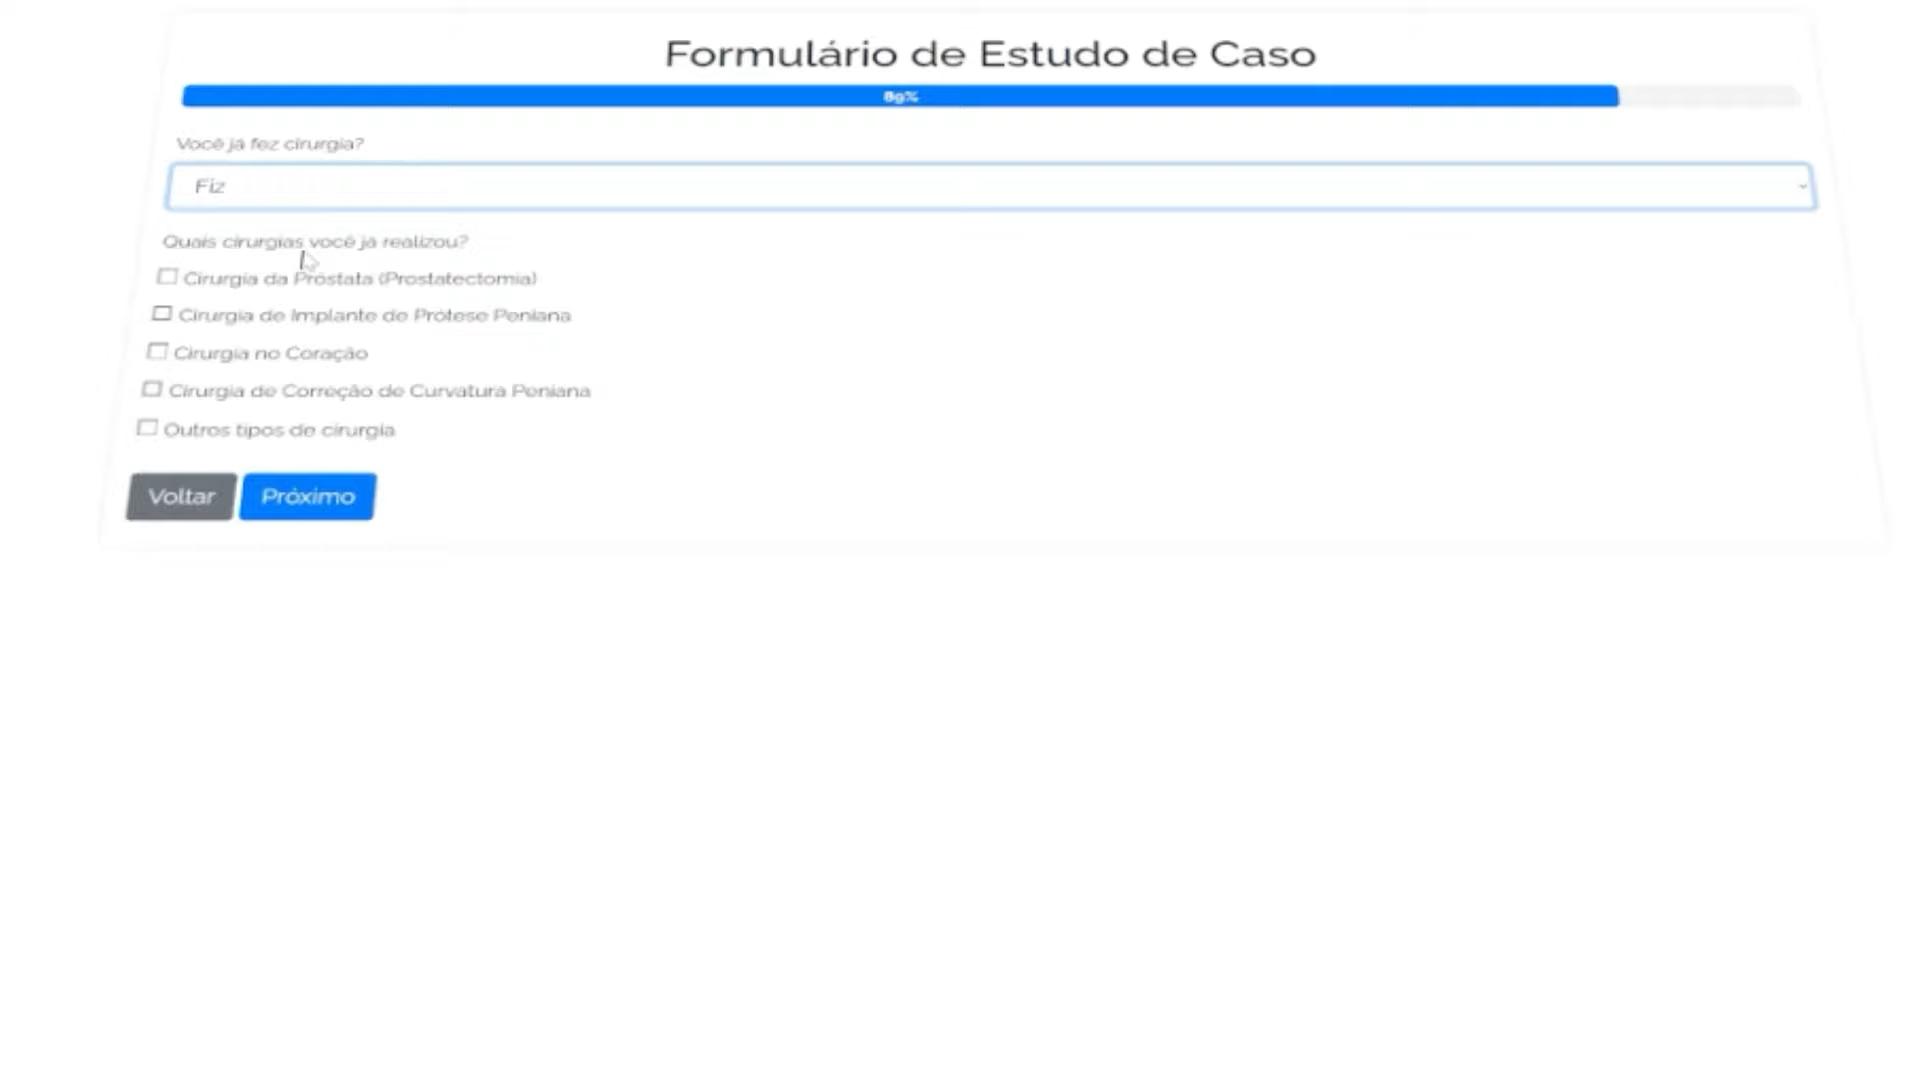 Formulário de Estudo de Caso
89%
Você já fez cirurgia?
Fiz
Quais cirurgias você já realizou?
Cirurgia da Próstata (Prostatectomia)
Cirurgia de Implante de Prótese Peniana
Cirurgia no Coração
Cirurgia de Correção de Curvatura Peniana
Outros tipos de cirurgia
Voltar Próximo